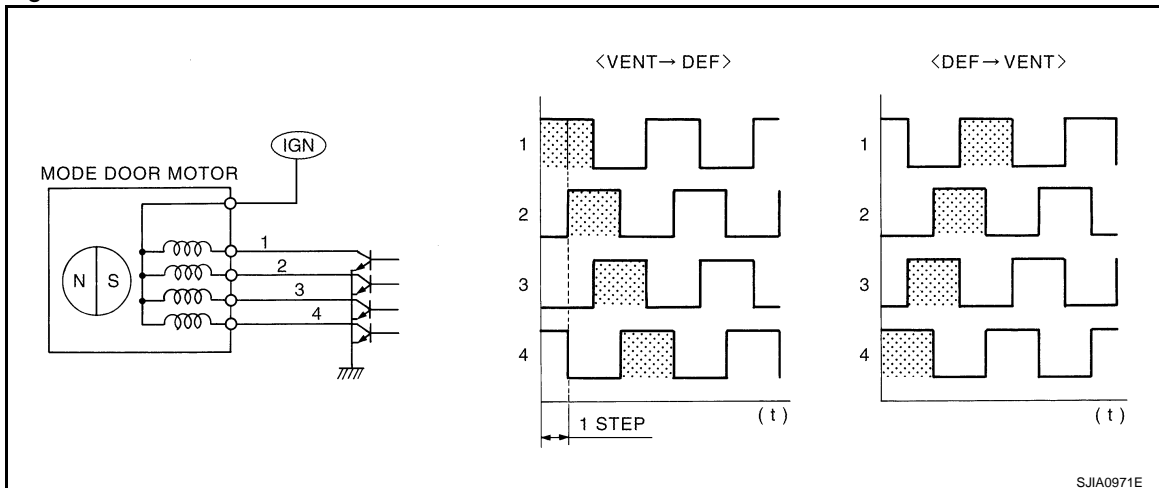 <VENT→ DEF>
<DEF→ VENT>
IGN
MODE DOOR MOTOR
N S
1
2
3
4
1
2
3
4
(t)
1 STEP
1
2
3
4
(t)
SJIA0971E